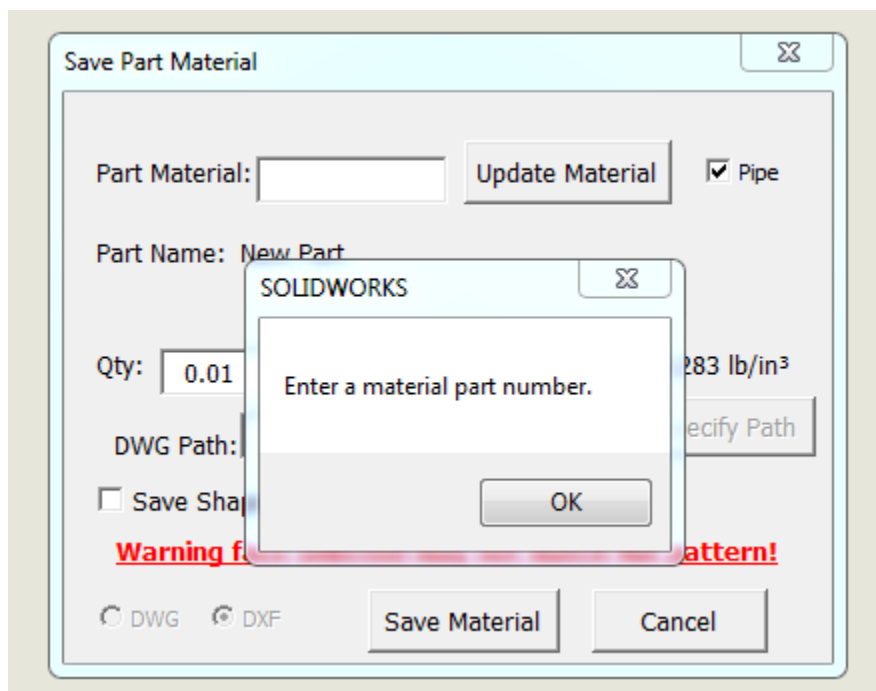 Save Part Material
Part Material:
Update Material
Pipe
Part Name: New Part
SOLIDWORKS
Enter a material part number.
OK
Qty:
0.01
283 lb/in³
DWG Path:
ecify Path
Save Shap
Warning f
attern!
DWG
DXF
Save Material
Cancel